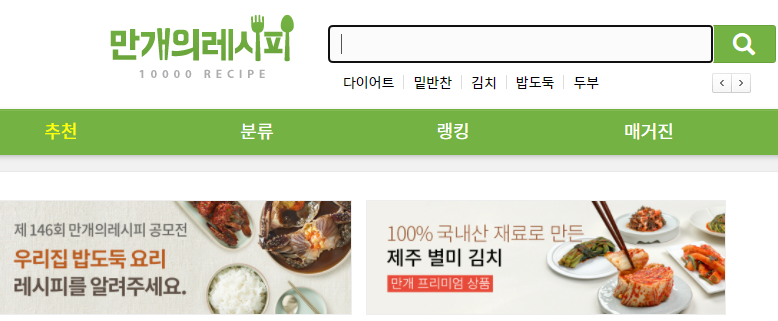 만개의레시피
10000 RECIPE
다이어트 밑반찬 김치 밥도둑 두부
추천 분류 랭킹 매거진
제 146회 만개의레시피 공모전
우리집 밥도둑 요리
레시피를 알려주세요.
100% 국내산 재료로 만든
제주 별미 김치
만개 프리미엄 상품